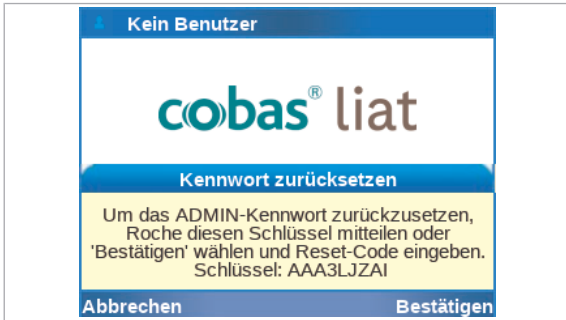 Kein Benutzer
cobas® liat
Kennwort zurücksetzen
Um das ADMIN-Kennwort zurückzusetzen,
Roche diesen Schlüssel mitteilen oder
'Bestätigen' wählen und Reset-Code eingeben.
Schlüssel: AAA3LJZAI
Abbrechen Bestätigen